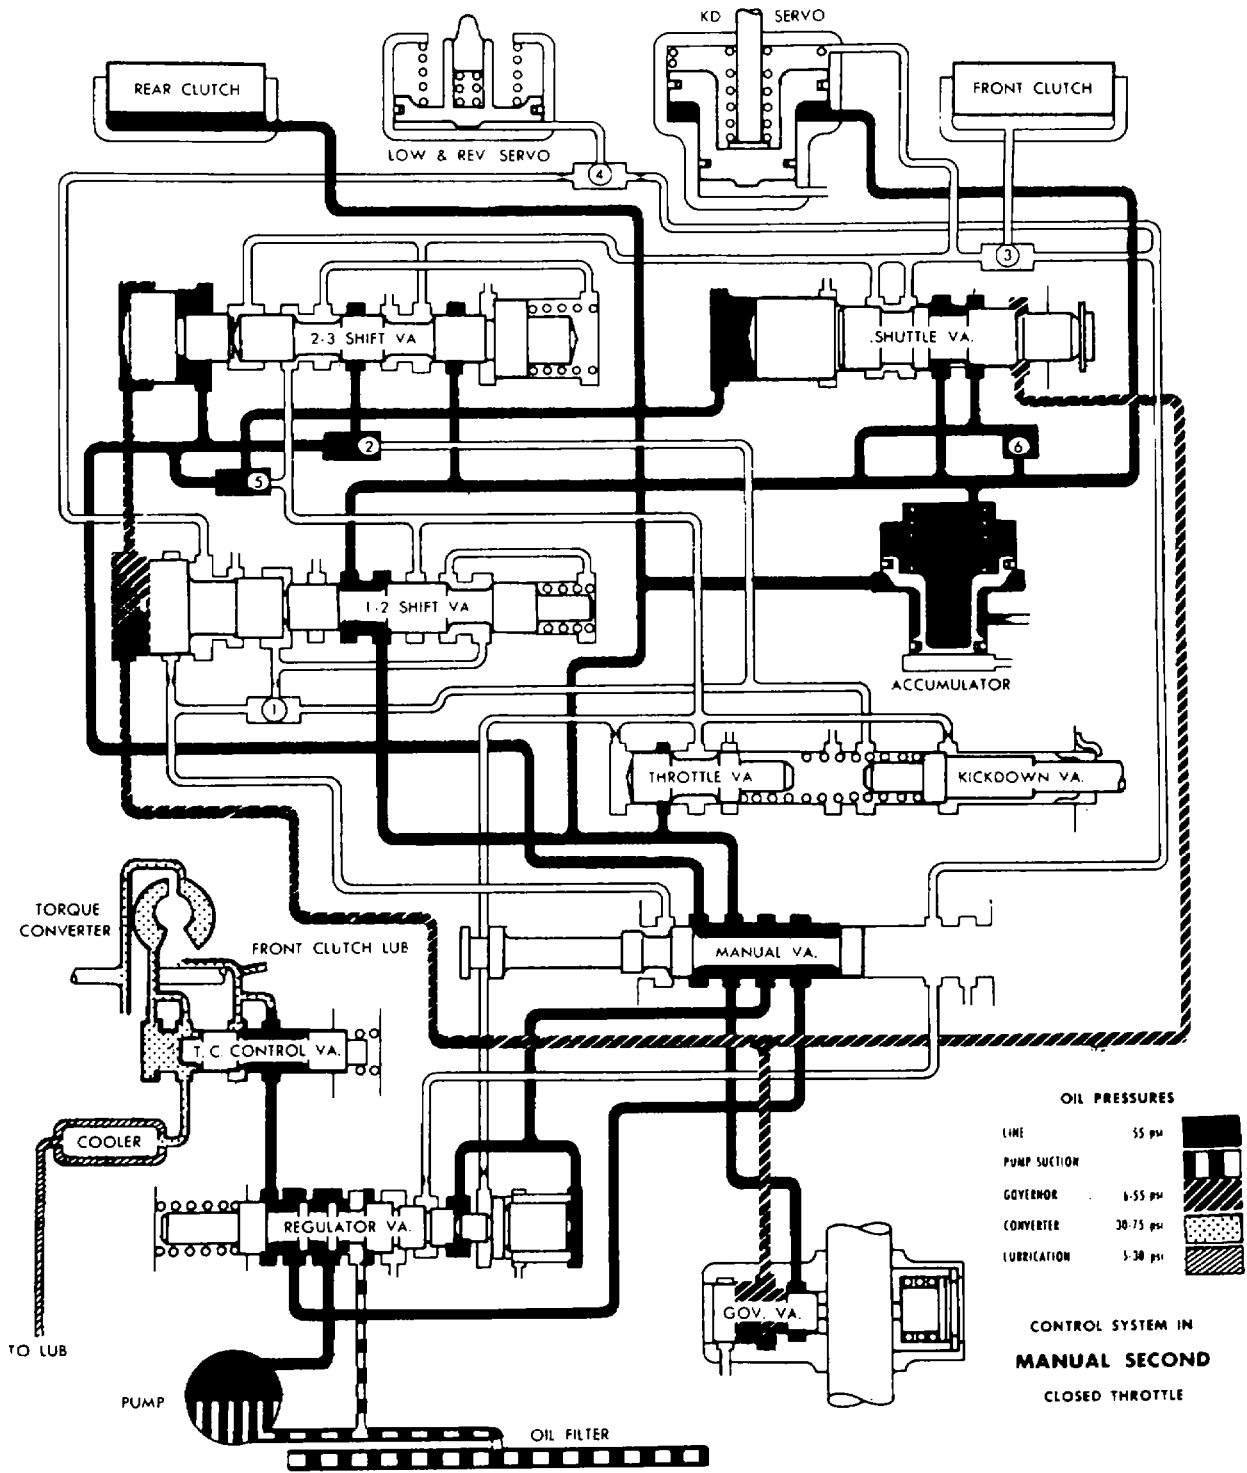 KD SERVO
REAR CLUTCH
FRONT CLUTCH
LOW & REV SERVO
4
3
2-3 SHIFT VA
.SHUTTLE VA.
2
6
5
1-2 SHIFT VA
ACCUMULATOR
1
THROTTLE VA
KICKDOWN VA.
TORQUE
CONVERTER
FRONT CLUTCH LUB
MANUAL VA.
T. C. CONTROL VA.
OIL PRESSURES
LINE 55 psi
PUMP SUCTION
GOVERNOR 6-55 psi
CONVERTER 30-75 psi
LUBRICATION 5-30 psi
COOLER
REGULATOR VA.
GOV. VA.
TO LUB
PUMP
OIL FILTER
CONTROL SYSTEM IN
MANUAL SECOND
CLOSED THROTTLE